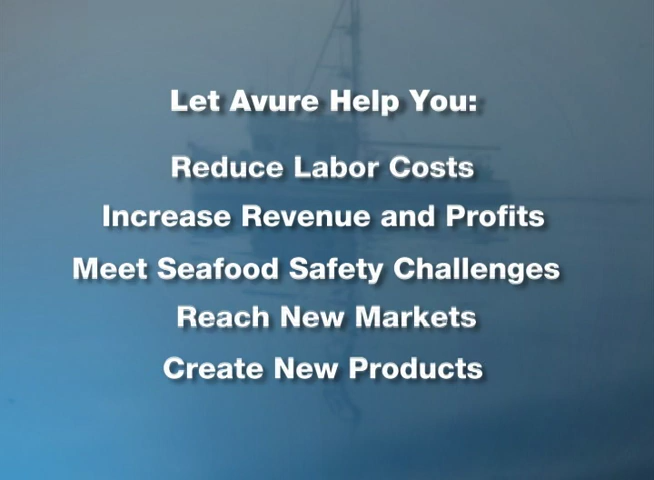 Let Avure Help You:
Reduce Labor Costs
Increase Revenue and Profits
Meet Seafood Safety Challenges
Reach New Markets
Create New Products